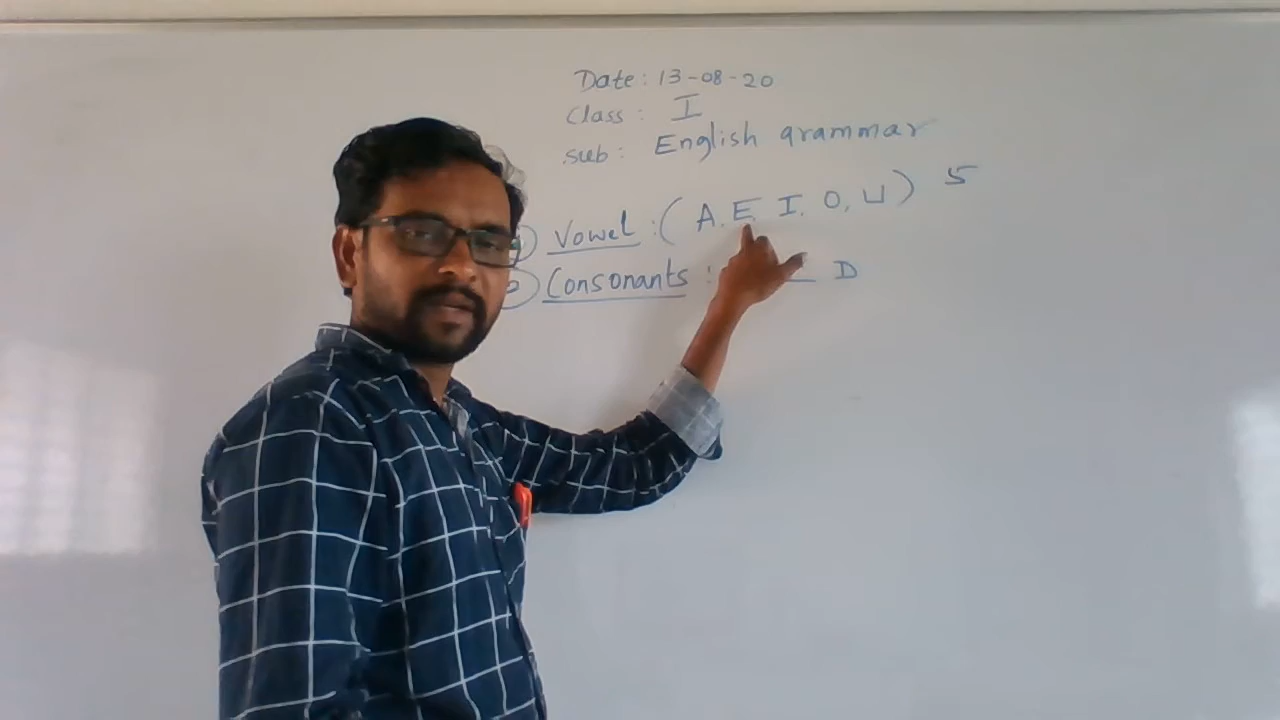 Date: 13-08-20
Class: I
sub: English grammar
Vowel :( A, E, I, O, U) 5
Consonants : D